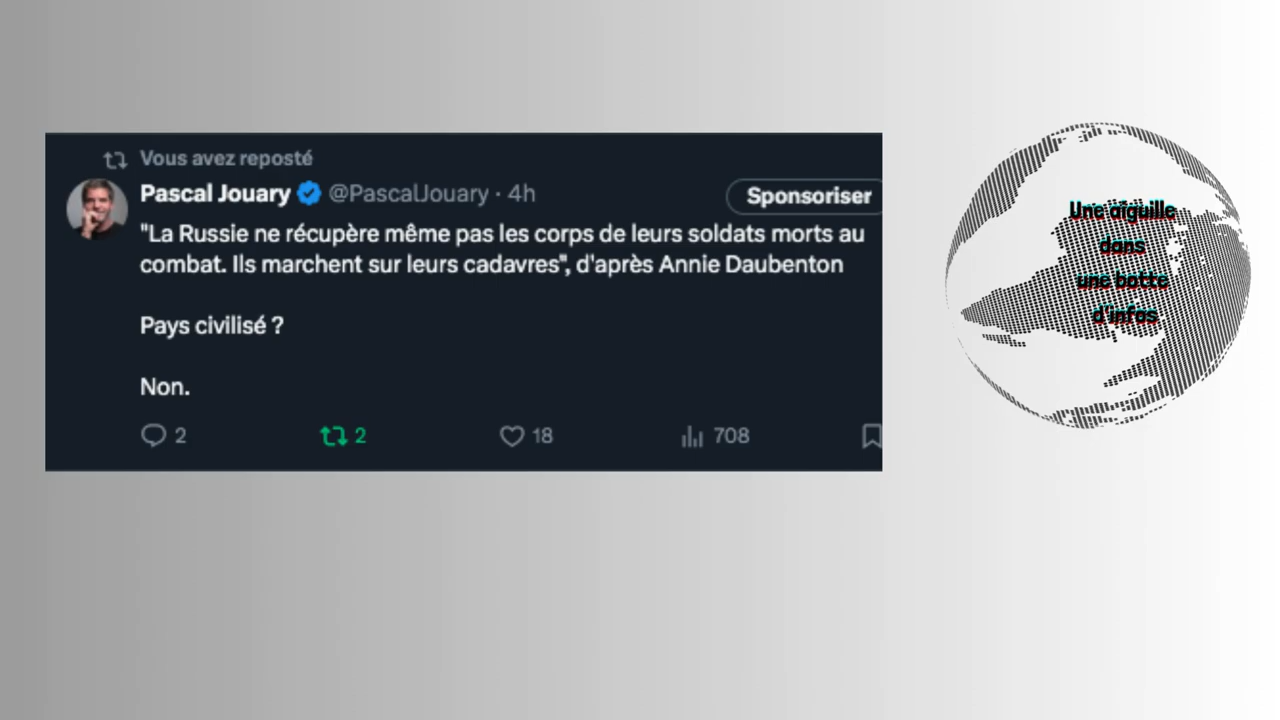 Vous avez reposté
Pascal Jouary @PascalJouary · 4h
Sponsoriser
"La Russie ne récupère même pas les corps de leurs soldats morts au
combat. Ils marchent sur leurs cadavres", d'après Annie Daubenton
Pays civilisé ?
Non.
2
2
18
708
Une aiguille
dans
une botte
d'infos